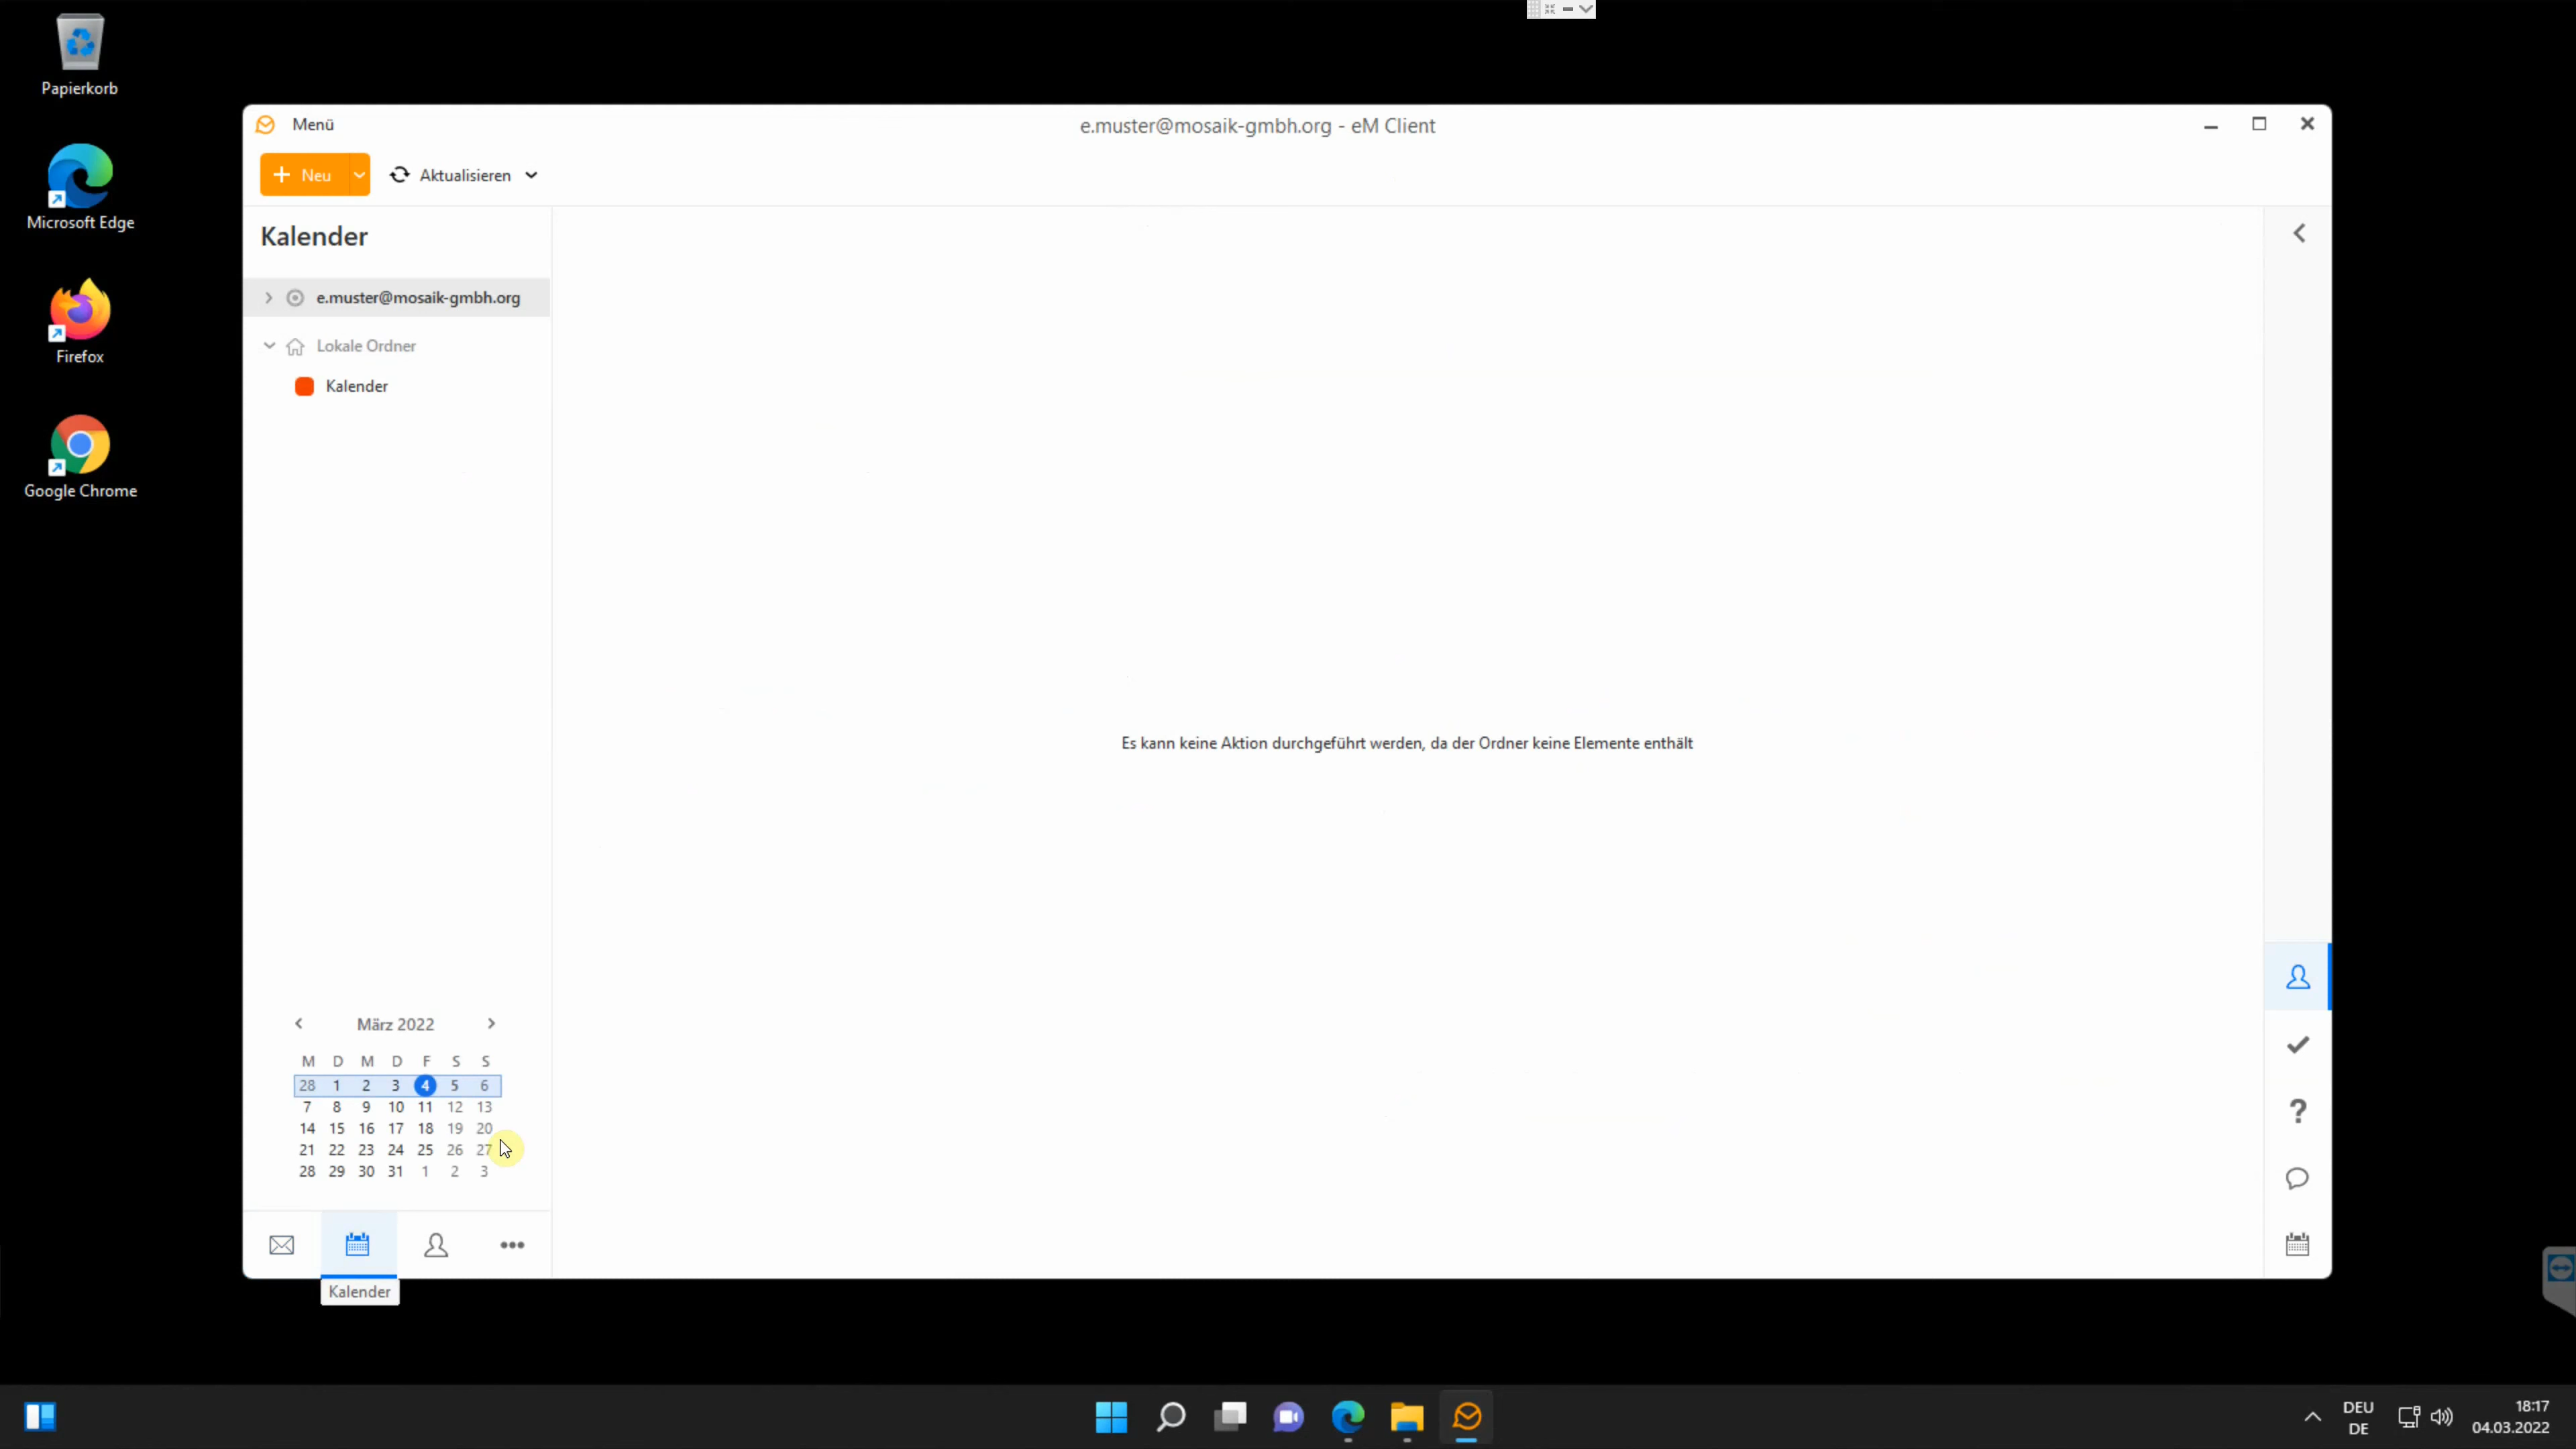 Papierkorb
Microsoft Edge
Firefox
Google Chrome
Menü
e.muster@mosaik-gmbh.org - eM Client
Neu
Aktualisieren
Kalender
e.muster@mosaik-gmbh.org
Lokale Ordner
Kalender
Es kann keine Aktion durchgeführt werden, da der Ordner keine Elemente enthält
März 2022
M D M D F S S
28 1 2 3 4 5 6
7 8 9 10 11 12 13
14 15 16 17 18 19 20
21 22 23 24 25 26 27
28 29 30 31 1 2 3
Kalender
DEU
DE
18:17
04.03.2022